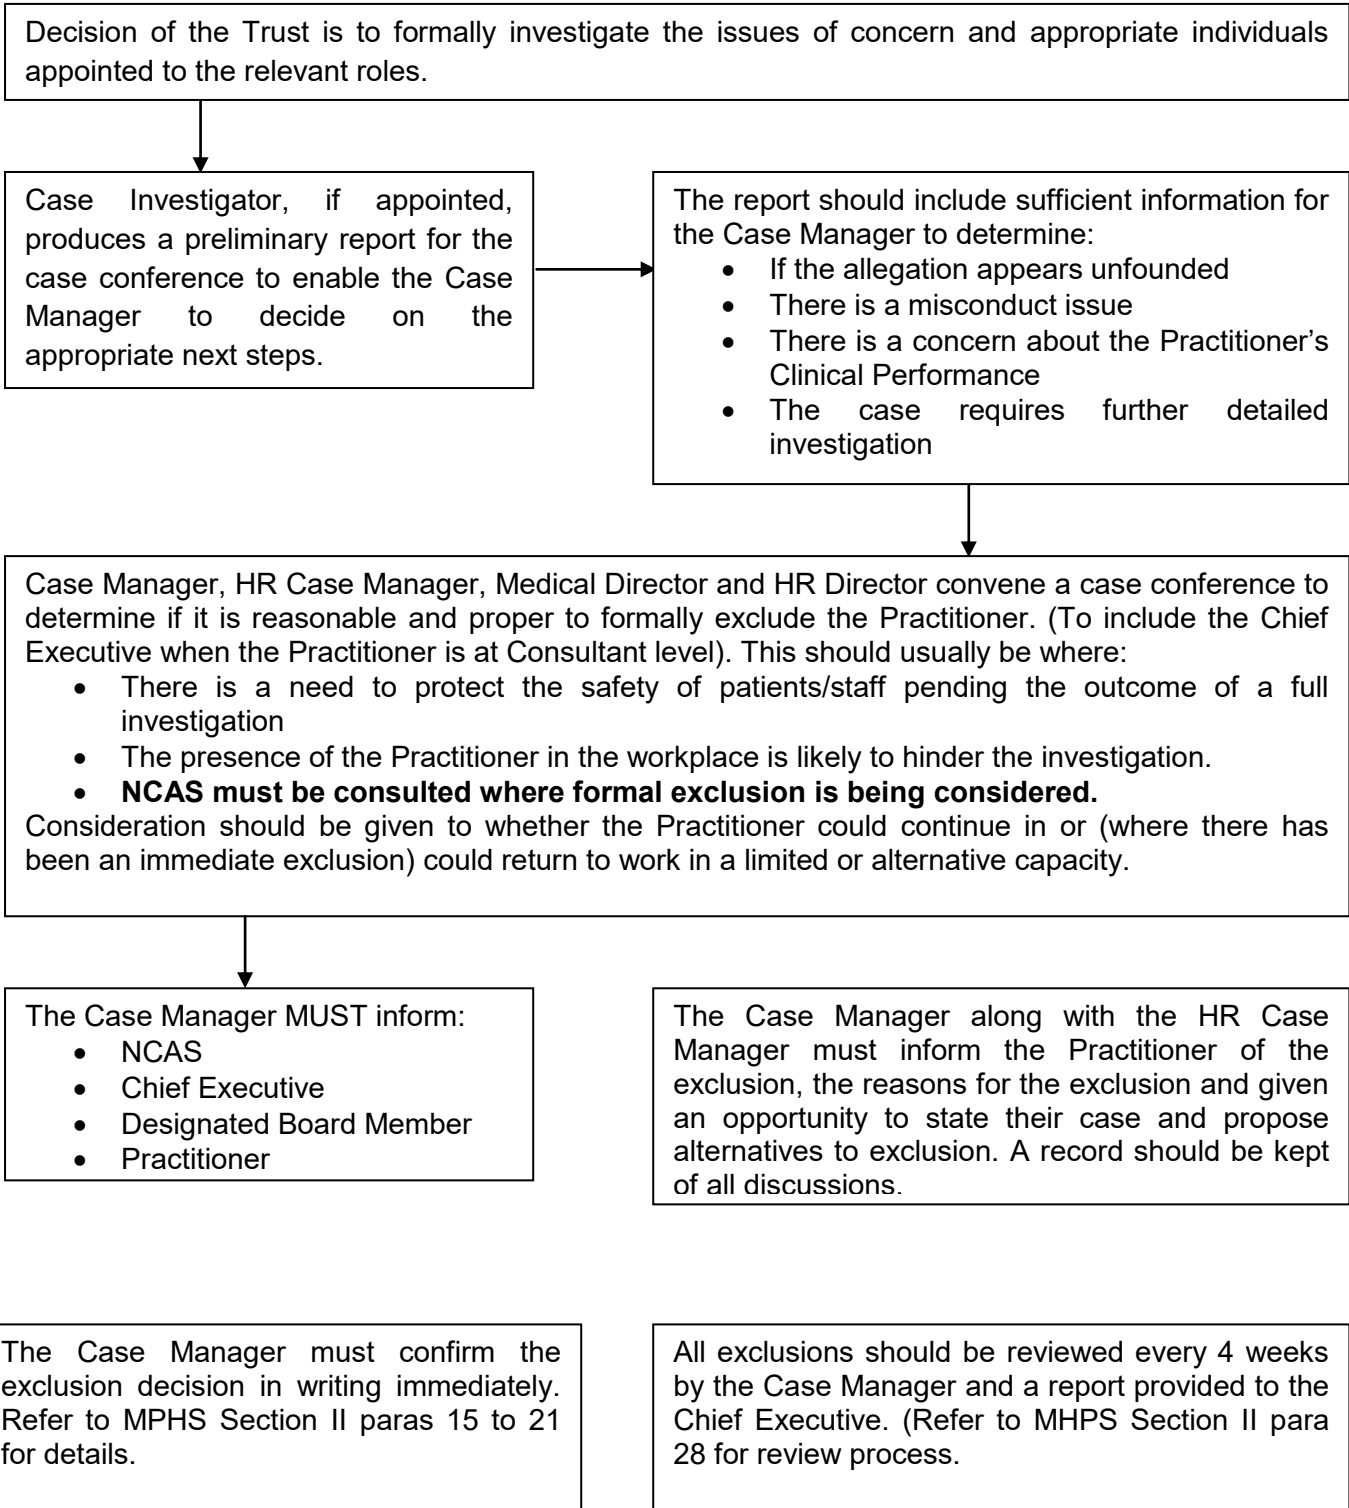 Decision of the Trust is to formally investigate the issues of concern and appropriate individuals
appointed to the relevant roles.
Case Investigator, if appointed,
produces a preliminary report for the
case conference to enable the Case
Manager to decide on the
appropriate next steps.
The report should include sufficient information for
the Case Manager to determine:
• If the allegation appears unfounded
• There is a misconduct issue
• There is a concern about the Practitioner's
Clinical Performance
• The case requires further detailed
investigation
Case Manager, HR Case Manager, Medical Director and HR Director convene a case conference to
determine if it is reasonable and proper to formally exclude the Practitioner. (To include the Chief
Executive when the Practitioner is at Consultant level). This should usually be where:
• There is a need to protect the safety of patients/staff pending the outcome of a full
investigation
• The presence of the Practitioner in the workplace is likely to hinder the investigation.
• NCAS must be consulted where formal exclusion is being considered.
Consideration should be given to whether the Practitioner could continue in or (where there has
been an immediate exclusion) could return to work in a limited or alternative capacity.
The Case Manager MUST inform:
• NCAS
• Chief Executive
• Designated Board Member
• Practitioner
The Case Manager along with the HR Case
Manager must inform the Practitioner of the
exclusion, the reasons for the exclusion and given
an opportunity to state their case and propose
alternatives to exclusion. A record should be kept
of all discussions.
The Case Manager must confirm the
exclusion decision in writing immediately.
Refer to MPHS Section II paras 15 to 21
for details.
All exclusions should be reviewed every 4 weeks
by the Case Manager and a report provided to the
Chief Executive. (Refer to MHPS Section II para
28 for review process.